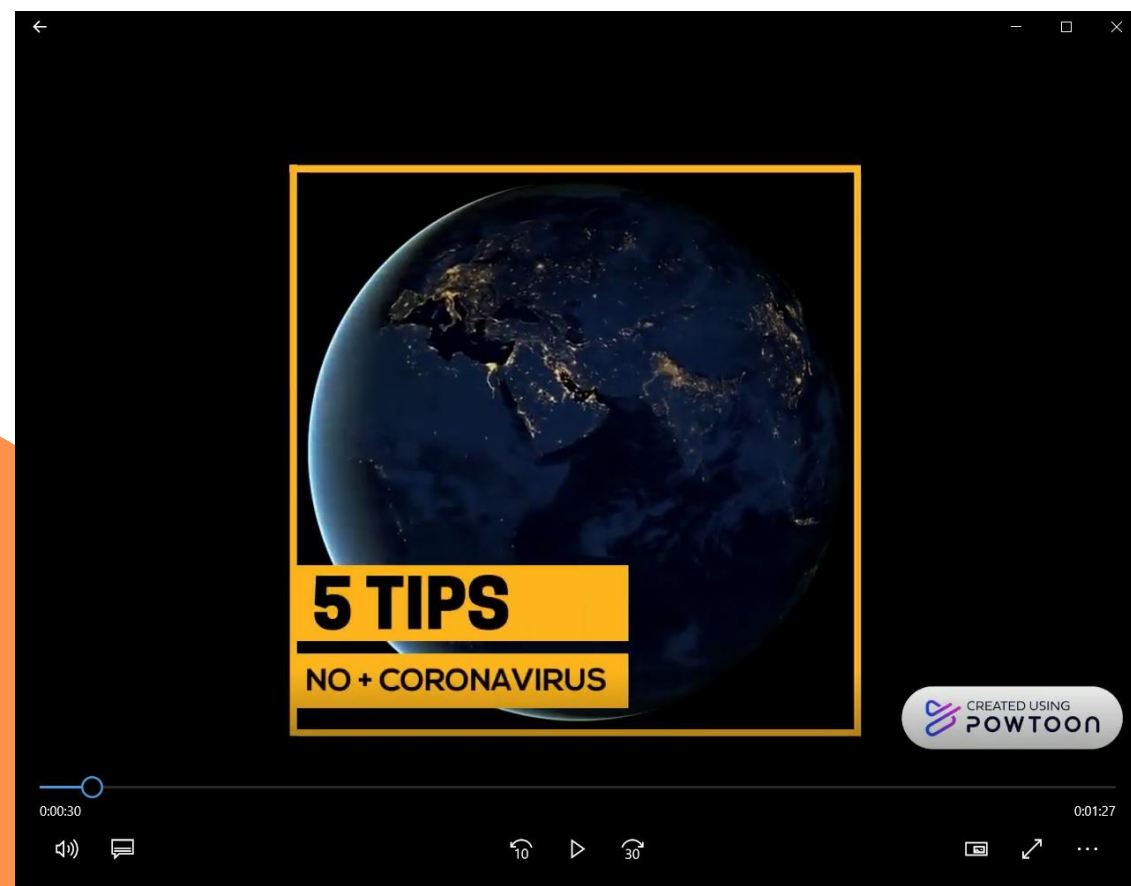 5 TIPS
NO + CORONAVIRUS
CREATED USING
POWTOON
0:00:30
0:01:27
10
30